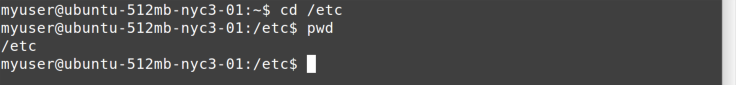 myuser@ubuntu-512mb-nyc3-01:~$ cd /etc
myuser@ubuntu-512mb-nyc3-01:/etc$ pwd
/etc
myuser@ubuntu-512mb-nyc3-01:/etc$